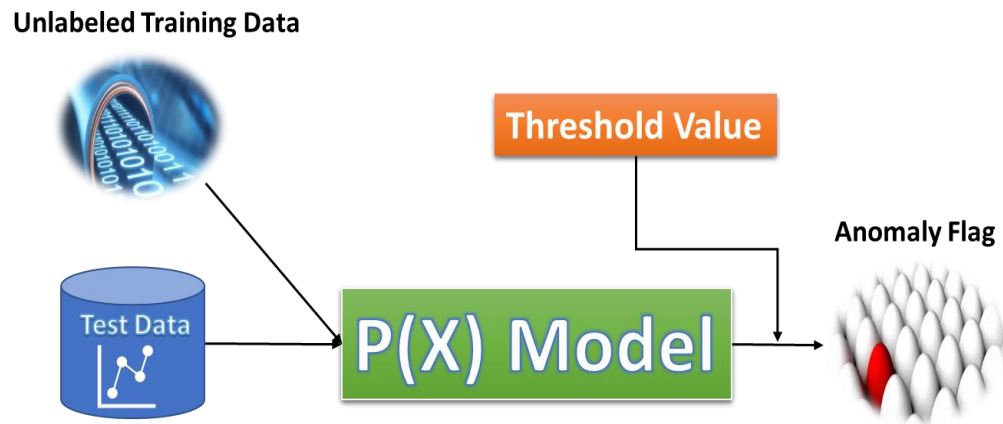 Unlabeled Training Data
Threshold Value
Anomaly Flag
Test Data
P(X) Model